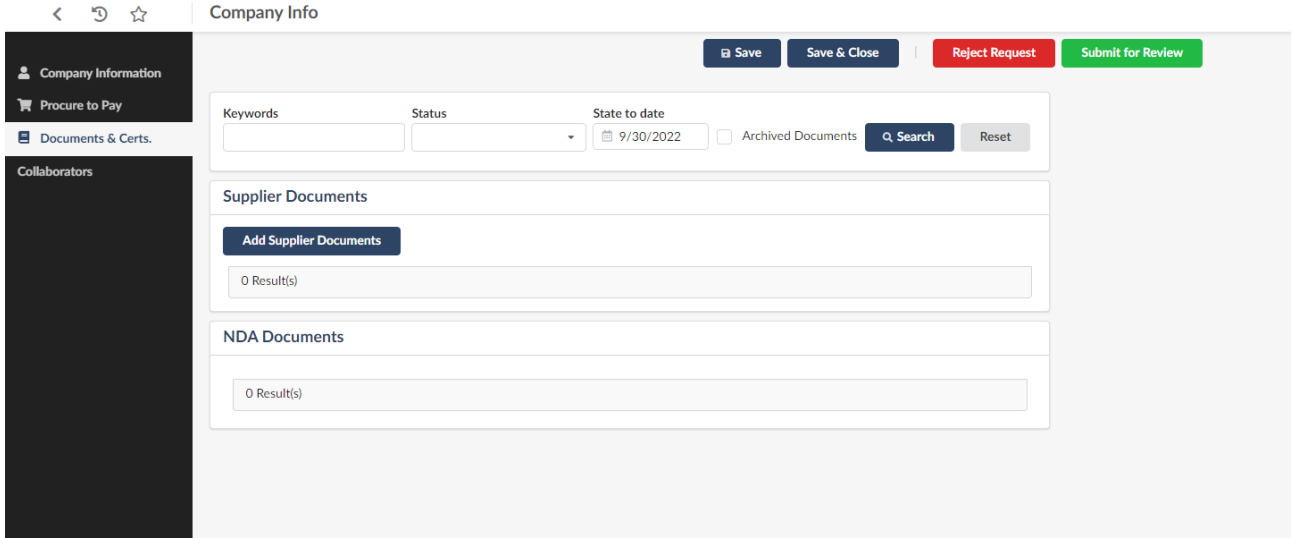 Company Info
Save Save & Close Reject Request Submit for Review
Company Information
Procure to Pay
Documents & Certs.
Collaborators
Keywords Status State to date
9/30/2022 Archived Documents Search Reset
Supplier Documents
Add Supplier Documents
0 Result(s)
NDA Documents
0 Result(s)